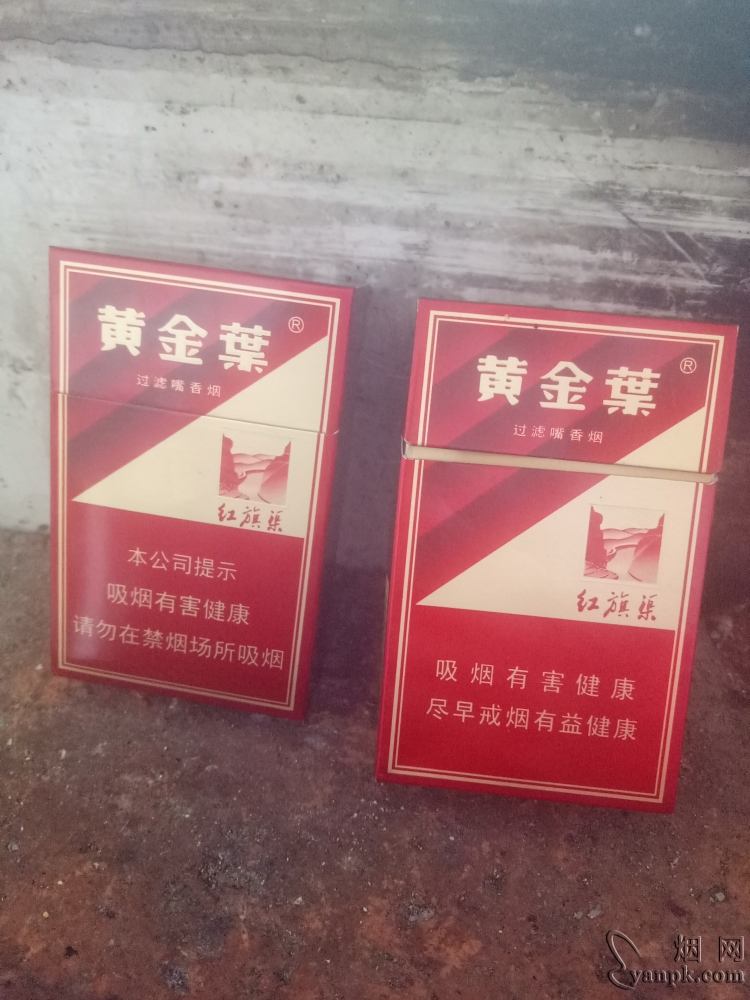 黄金葉®
过滤嘴香烟
红旗渠
本公司提示
吸烟有害健康
请勿在禁烟场所吸烟
黄金葉®
过滤嘴香烟
红旗渠
吸烟有害健康
尽早戒烟有益健康
烟网
yanpk.com